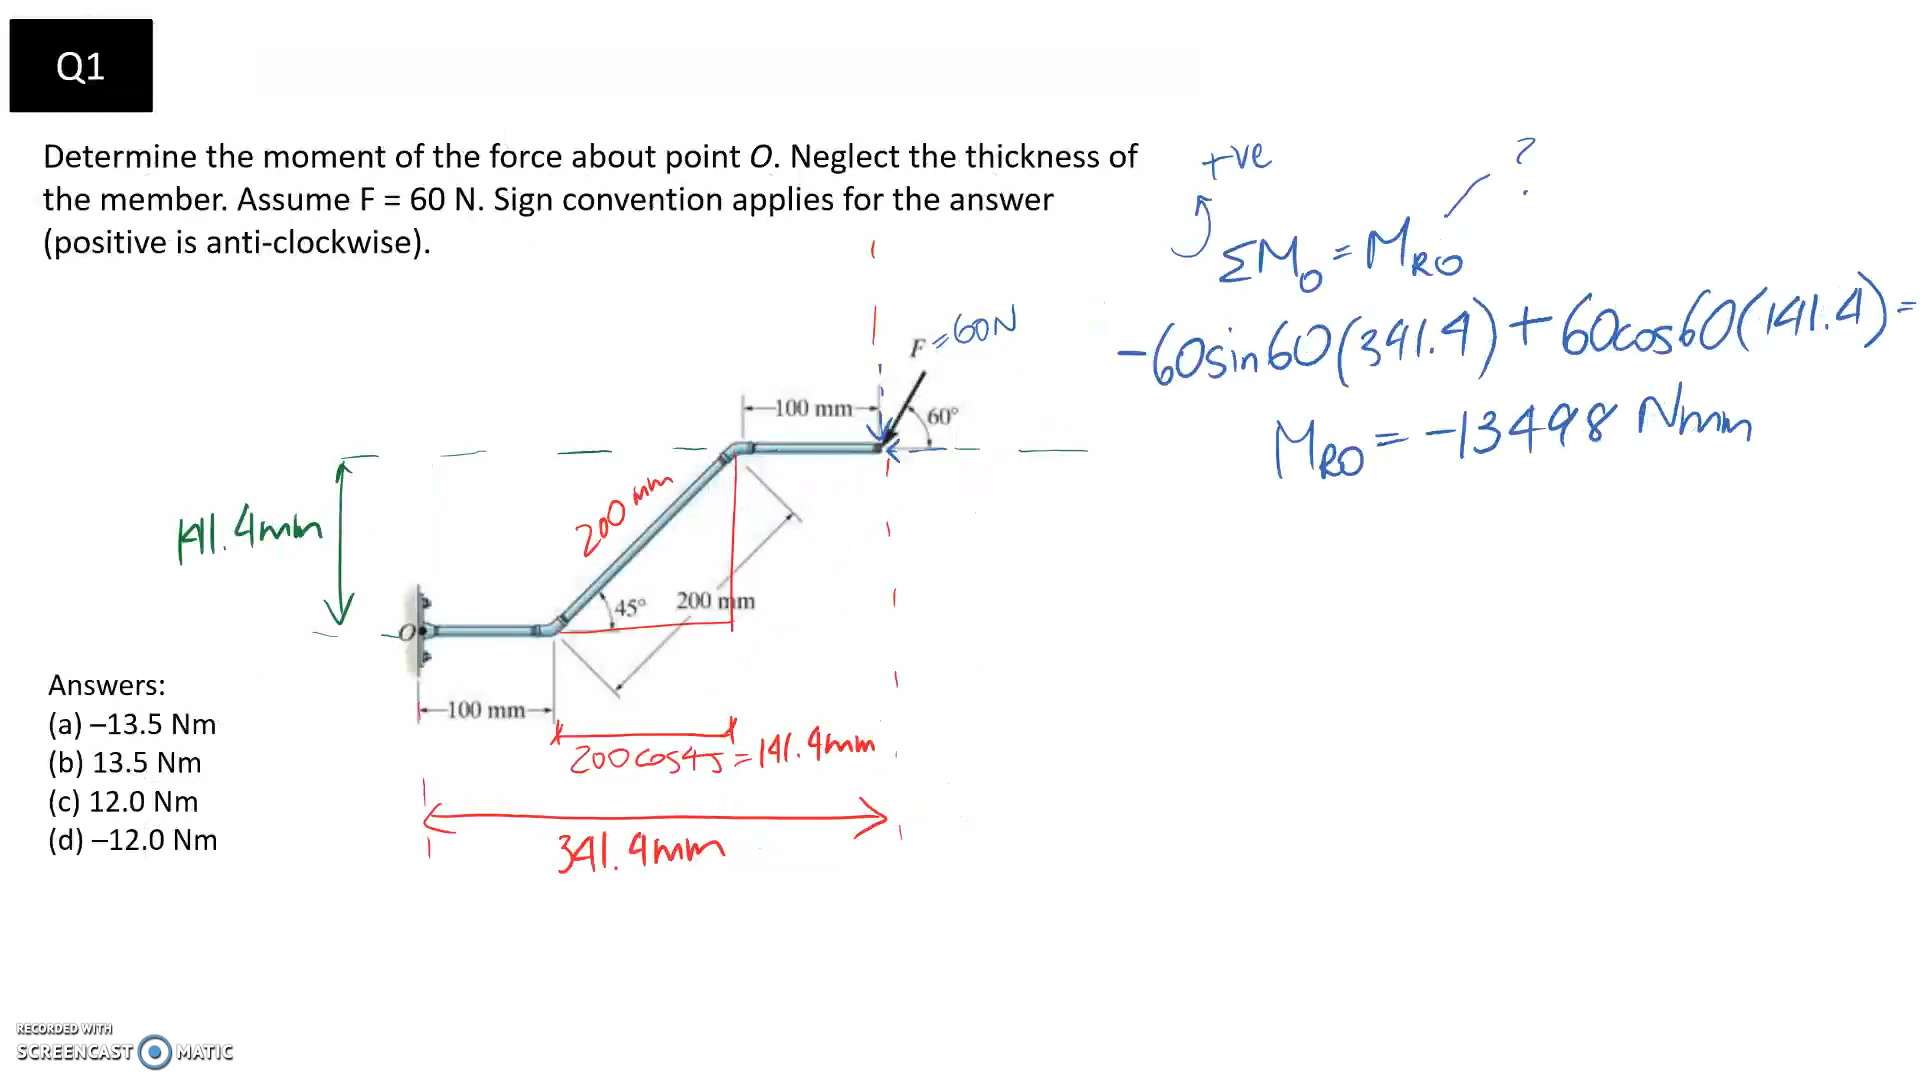 Q1
Determine the moment of the force about point O. Neglect the thickness of
the member. Assume F = 60 N. Sign convention applies for the answer
(positive is anti-clockwise).
+ve
?
ΣM_O = M_RO
-60sin60(341.4) + 60cos60(141.4) =
M_RO = -13498 Nmm
F = 60N
100 mm
60°
200 mm
141.4mm
45°
200 mm
O
100 mm
200cos45 = 141.4mm
341.4mm
Answers:
(a) –13.5 Nm
(b) 13.5 Nm
(c) 12.0 Nm
(d) –12.0 Nm
RECORDED WITH
SCREENCAST MATIC